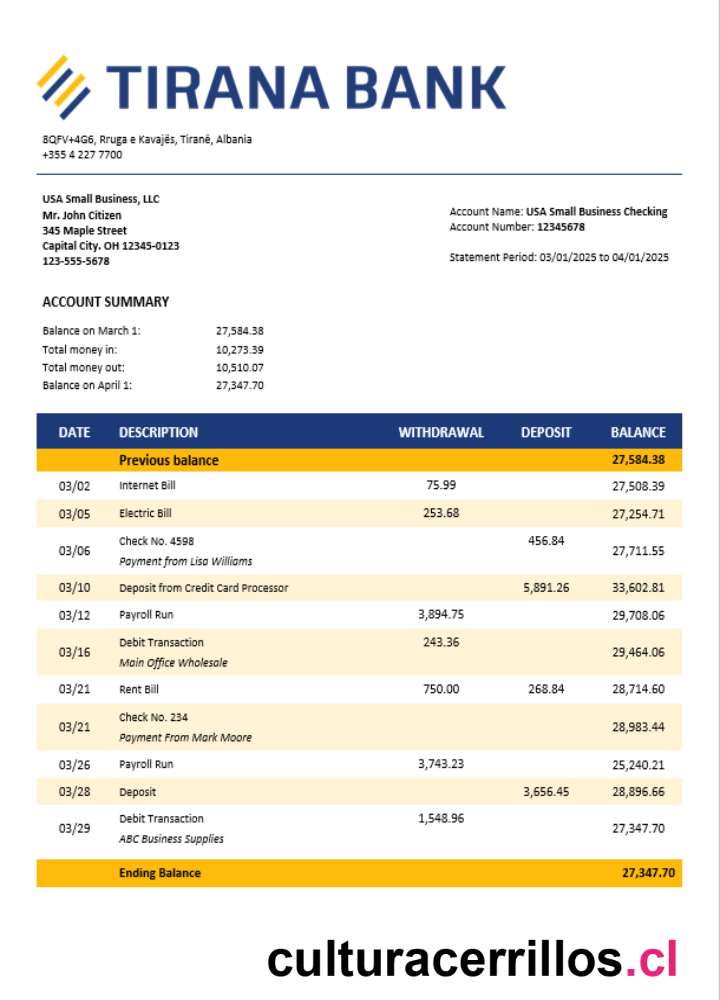 TIRANA BANK
8QFV+4G6, Rruga e Kavajës, Tiranë, Albania
+355 4 227 7700
USA Small Business, LLC
Mr. John Citizen
345 Maple Street
Capital City. OH 12345-0123
123-555-5678
Account Name: USA Small Business Checking
Account Number: 12345678
Statement Period: 03/01/2025 to 04/01/2025
ACCOUNT SUMMARY
Balance on March 1: 27,584.38
Total money in: 10,273.39
Total money out: 10,510.07
Balance on April 1: 27,347.70
DATE DESCRIPTION WITHDRAWAL DEPOSIT BALANCE
Previous balance 27,584.38
03/02 Internet Bill 75.99 27,508.39
03/05 Electric Bill 253.68 27,254.71
03/06 Check No. 4598 456.84 27,711.55
Payment from Lisa Williams
03/10 Deposit from Credit Card Processor 5,891.26 33,602.81
03/12 Payroll Run 3,894.75 29,708.06
03/16 Debit Transaction 243.36 29,464.06
Main Office Wholesale
03/21 Rent Bill 750.00 268.84 28,714.60
03/21 Check No. 234 28,983.44
Payment From Mark Moore
03/26 Payroll Run 3,743.23 25,240.21
03/28 Deposit 3,656.45 28,896.66
03/29 Debit Transaction 1,548.96 27,347.70
ABC Business Supplies
Ending Balance 27,347.70
culturacerrillos.cl